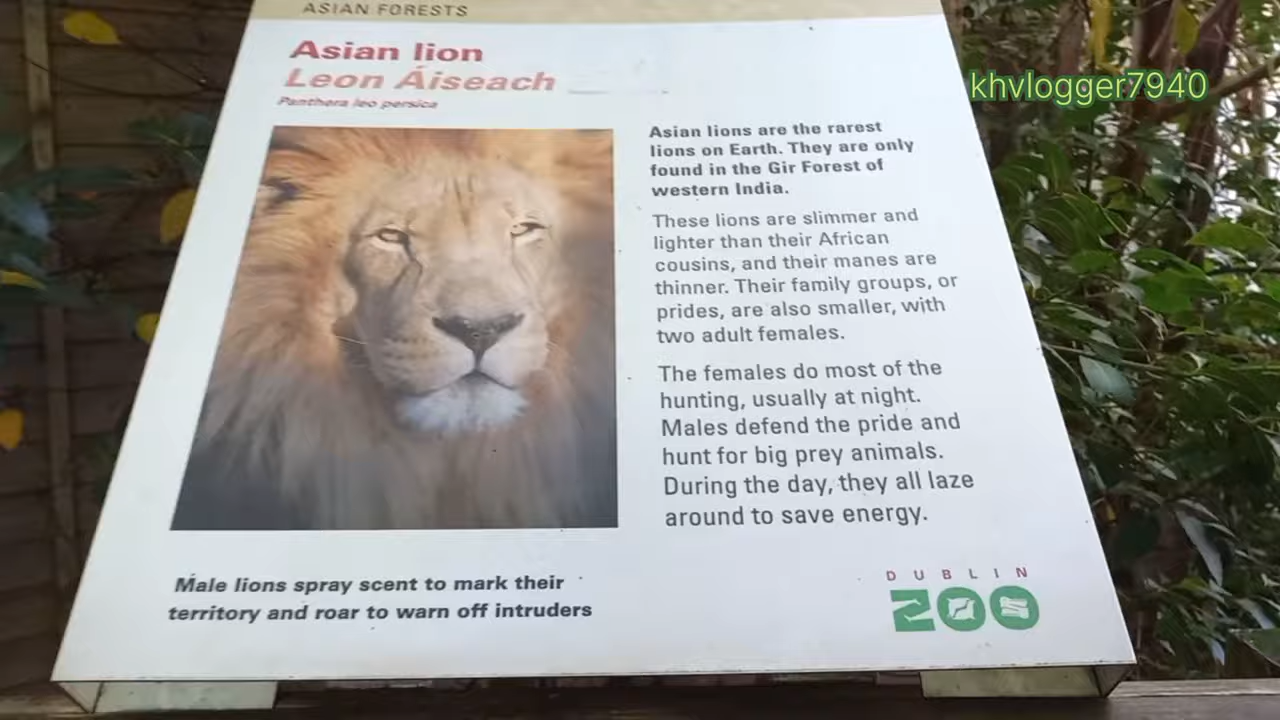 ASIAN FORESTS
Asian lion
Leon Áiseach
Panthera leo persica
khvlogger7940
Asian lions are the rarest
lions on Earth. They are only
found in the Gir Forest of
western India.
These lions are slimmer and
lighter than their African
cousins, and their manes are
thinner. Their family groups, or
prides, are also smaller, with
two adult females.
The females do most of the
hunting, usually at night.
Males defend the pride and
hunt for big prey animals.
During the day, they all laze
around to save energy.
Male lions spray scent to mark their
territory and roar to warn off intruders
DUBLIN
ZOO